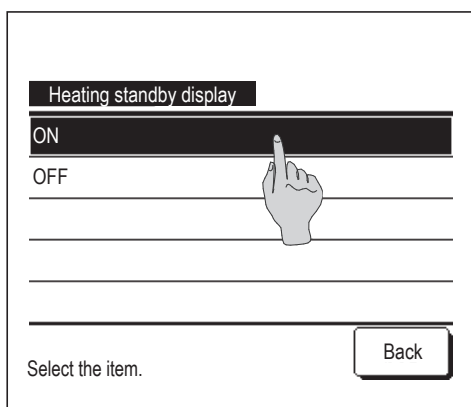 Heating standby display
ON
OFF
Select the item.
Back